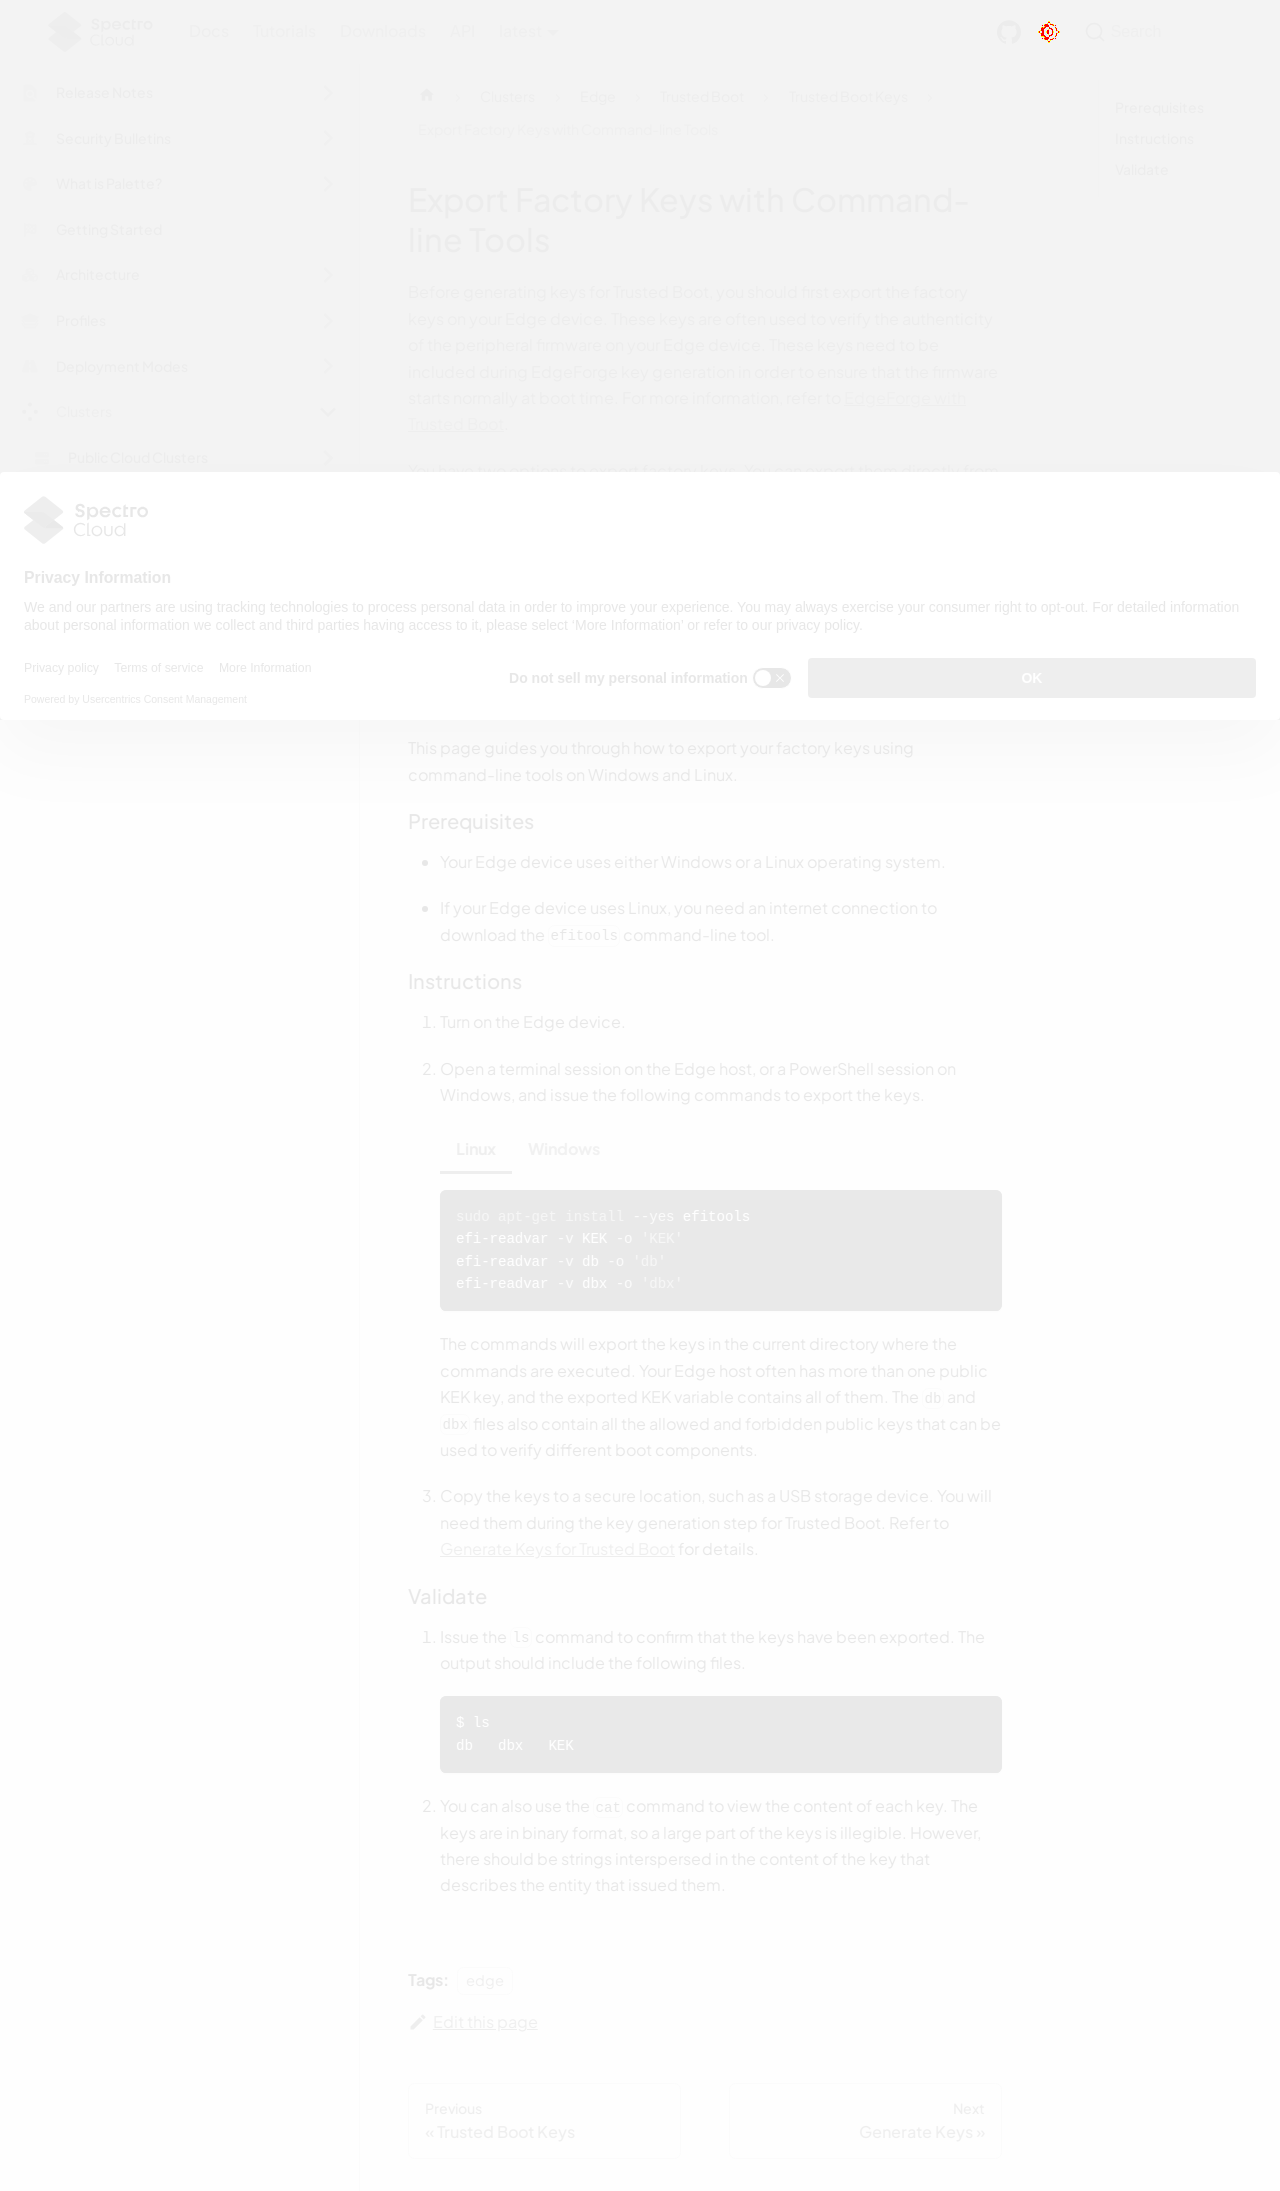 Spectro
Cloud
Docs
Tutorials
Downloads
API
latest
Search
Release Notes
Security Bulletins
What is Palette?
Getting Started
Architecture
Profiles
Deployment Modes
Clusters
Public Cloud Clusters
Clusters
Edge
Trusted Boot
Trusted Boot Keys
Export Factory Keys with Command-line Tools
Prerequisites
Instructions
Validate
Export Factory Keys with Command-
line Tools
Before generating keys for Trusted Boot, you should first export the factory
keys on your Edge device. These keys are often used to verify the authenticity
of the peripheral firmware on your Edge device. These keys need to be
included during EdgeForge key generation in order to ensure that the firmware
starts normally at boot time. For more information, refer to EdgeForge with
Trusted Boot
Spectro
Cloud
Privacy Information
We and our partners are using tracking technologies to process personal data in order to improve your experience. You may always exercise your consumer right to opt-out. For detailed information
about personal information we collect and third parties having access to it, please select ‘More Information’ or refer to our privacy policy.
Privacy policy Terms of service More Information
Powered by Usercentrics Consent Management
Do not sell my personal information
OK
This page guides you through how to export your factory keys using
command-line tools on Windows and Linux.
Prerequisites
• Your Edge device uses either Windows or a Linux operating system.
• If your Edge device uses Linux, you need an internet connection to
download the efitools command-line tool.
Instructions
1. Turn on the Edge device.
2. Open a terminal session on the Edge host, or a PowerShell session on
Windows, and issue the following commands to export the keys.
Linux Windows
sudo apt-get install --yes efitools
efi-readvar -v KEK -o 'KEK'
efi-readvar -v db -o 'db'
efi-readvar -v dbx -o 'dbx'
The commands will export the keys in the current directory where the
commands are executed. Your Edge host often has more than one public
KEK key, and the exported KEK variable contains all of them. The db and
dbx files also contain all the allowed and forbidden public keys that can be
used to verify different boot components.
3. Copy the keys to a secure location, such as a USB storage device. You will
need them during the key generation step for Trusted Boot. Refer to
Generate Keys for Trusted Boot for details.
Validate
1. Issue the ls command to confirm that the keys have been exported. The
output should include the following files.
$ ls
db   dbx   KEK
2. You can also use the cat command to view the content of each key. The
keys are in binary format, so a large part of the keys is illegible. However,
there should be strings interspersed in the content of the key that
describes the entity that issued them.
Tags: edge
Edit this page
Previous
« Trusted Boot Keys
Next
Generate Keys »